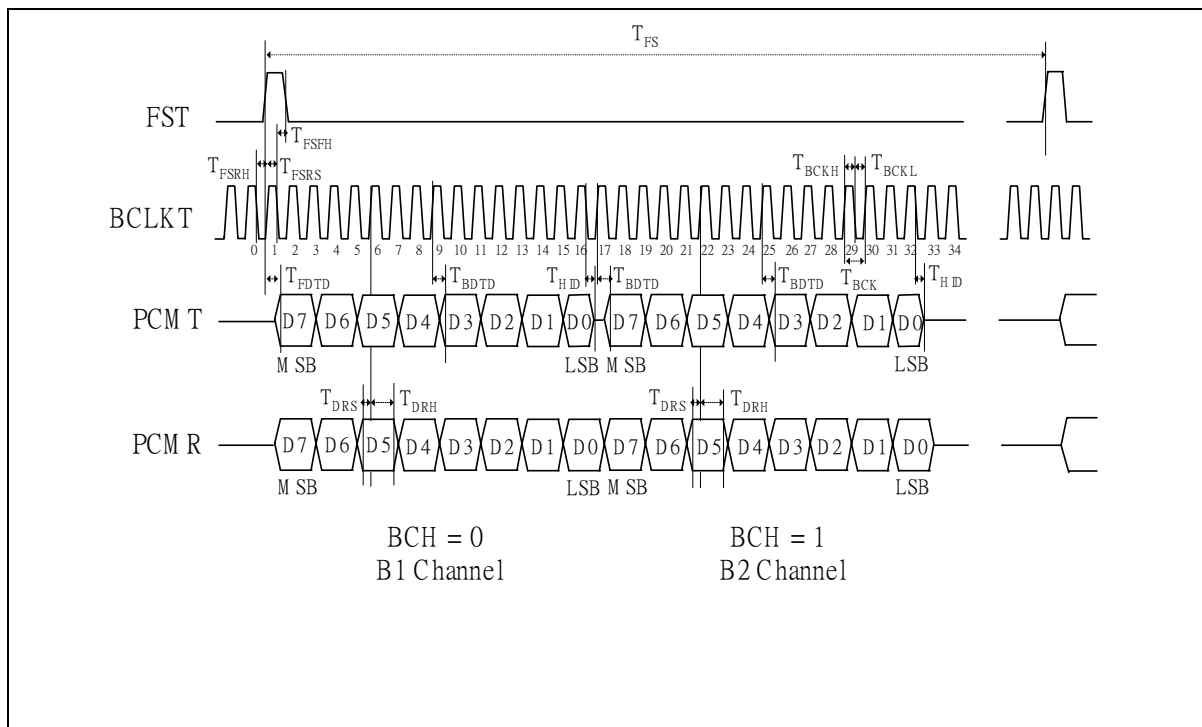 TFS
FST
TFSFH
TFSRH TFSRS
TBCKH TBCKL
BCLKT
0 1 2 3 4 5 6 7 8 9 10 11 12 13 14 15 16 17 18 19 20 21 22 23 24 25 26 27 28 29 30 31 32 33 34
TFDTD TBDTD THID TBDTD TBDTD TBCK THID
PCMT D7 D6 D5 D4 D3 D2 D1 D0 D7 D6 D5 D4 D3 D2 D1 D0
MSB LSB MSB LSB
TDRS TDRH TDRS TDRH
PCMR D7 D6 D5 D4 D3 D2 D1 D0 D7 D6 D5 D4 D3 D2 D1 D0
MSB LSB MSB LSB
BCH = 0 BCH = 1
B1 Channel B2 Channel